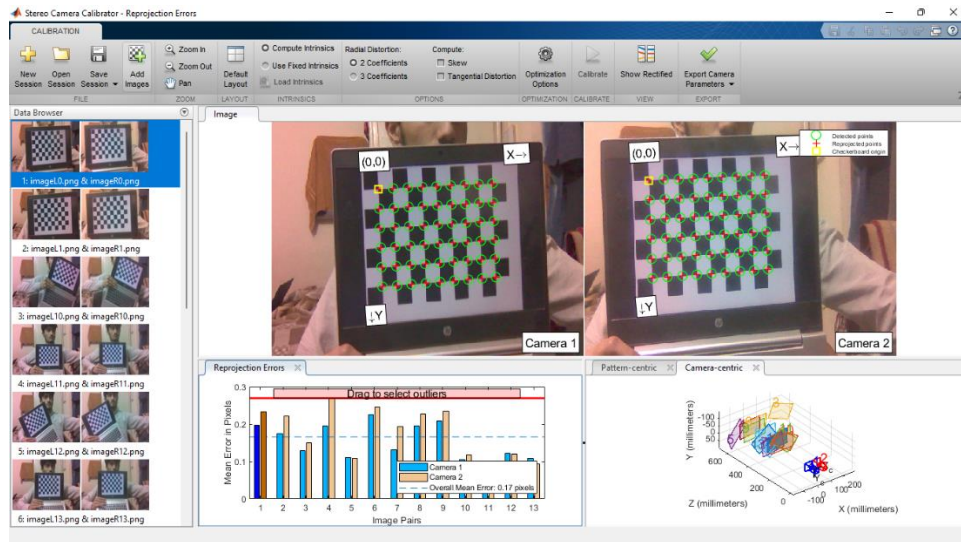 Stereo Camera Calibrator - Reprojection Errors
CALIBRATION
New Session
Open Session
Save Session
Add Images
FILE
Zoom In
Zoom Out
Pan
ZOOM
Default Layout
LAYOUT
Compute Intrinsics
Use Fixed Intrinsics
Load Intrinsics
INTRINSICS
Radial Distortion:
2 Coefficients
3 Coefficients
Compute:
Skew
Tangential Distortion
OPTIONS
Optimization Options
OPTIMIZATION
Calibrate
CALIBRATE
Show Rectified
VIEW
Export Camera Parameters
EXPORT
Data Browser
1: imageL0.png & imageR0.png
2: imageL1.png & imageR1.png
3: imageL10.png & imageR10.png
4: imageL11.png & imageR11.png
5: imageL12.png & imageR12.png
6: imageL13.png & imageR13.png
Image
(0,0)
X→
↓Y
Camera 1
(0,0)
X→
Detected points
Reprojected points
Checkerboard origin
↓Y
Camera 2
Reprojection Errors
Drag to select outliers
0.3
0.2
0.1
0
Mean Error in Pixels
Camera 1
Camera 2
Overall Mean Error: 0.17 pixels
1 2 3 4 5 6 7 8 9 10 11 12 13
Image Pairs
Pattern-centric
Camera-centric
Y (millimeters)
-100
-50
0
50
600
400
200
0
Z (millimeters)
-100
0
100
200
X (millimeters)